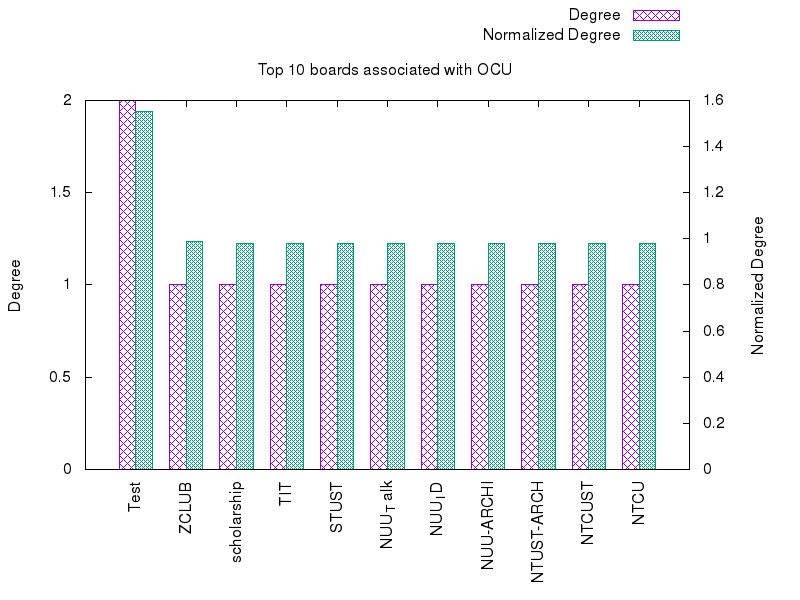 Degree
Normalized Degree
Top 10 boards associated with OCU
2
1.5
1
0.5
0
1.6
1.4
1.2
1
0.8
0.6
0.4
0.2
0
Degree
Normalized Degree
Test
ZCLUB
scholarship
TIT
STUST
NUUTalk
NUUID
NUU-ARCHI
NTUST-ARCH
NTCUST
NTCU